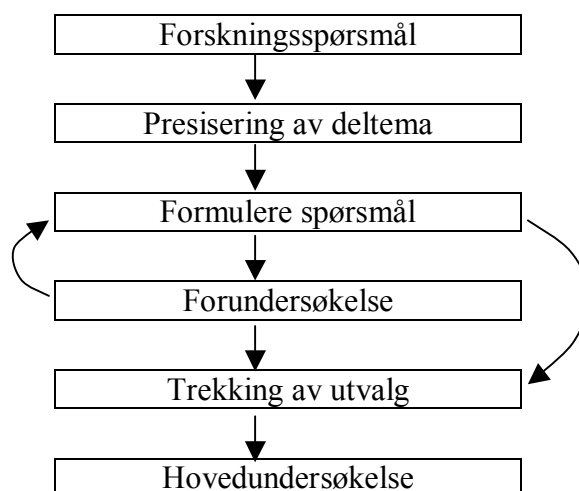 Forskningsspørsmål
Presisering av deltema
Formulere spørsmål
Forundersøkelse
Trekking av utvalg
Hovedundersøkelse